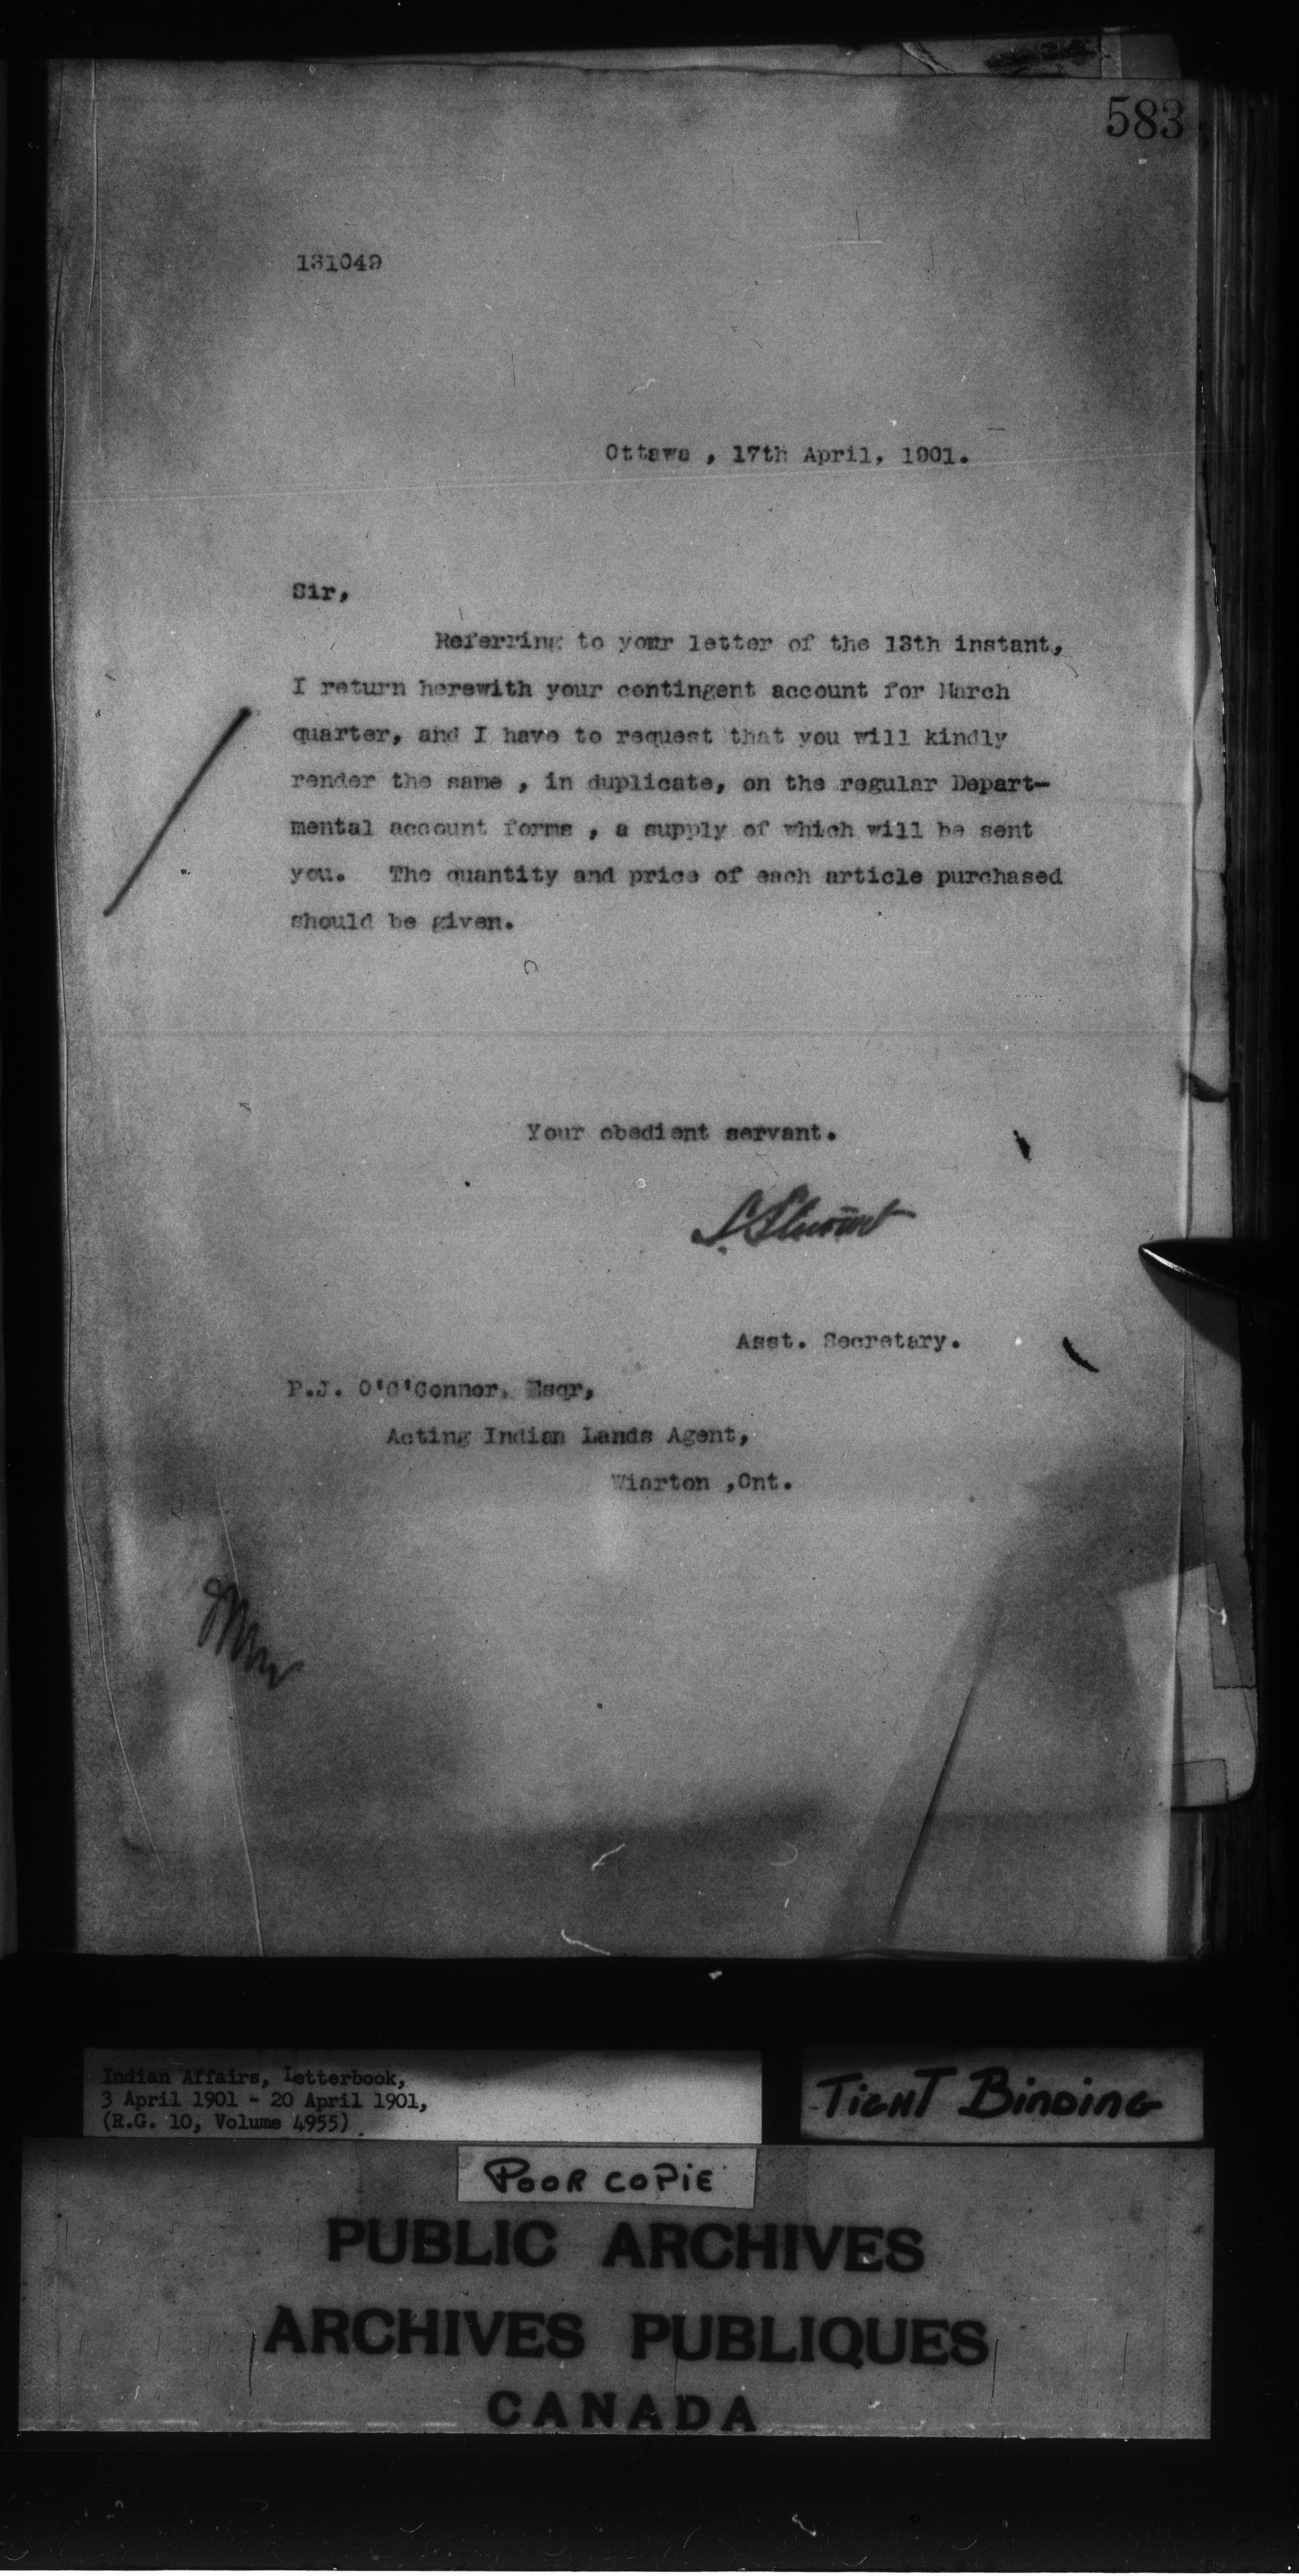 583
131049
Ottawa , 17th April, 1901.
Sir,
Referring to your letter of the 13th instant,
I return herewith your contingent account for March
quarter, and I have to request that you will kindly
render the same , in duplicate, on the regular Depart-
mental account forms , a supply of which will be sent
you. The quantity and price of each article purchased
should be given.
Your obedient servant.
S. Stewart
Asst. Secretary.
P.J. O'C'Connor, Esqr,
Acting Indian Lands Agent,
Wiarton ,Ont.
Indian Affairs, Letterbook,
3 April 1901 - 20 April 1901,
(R.G. 10, Volume 4955)
TIGHT BINDING
POOR COPIE
PUBLIC ARCHIVES
ARCHIVES PUBLIQUES
CANADA